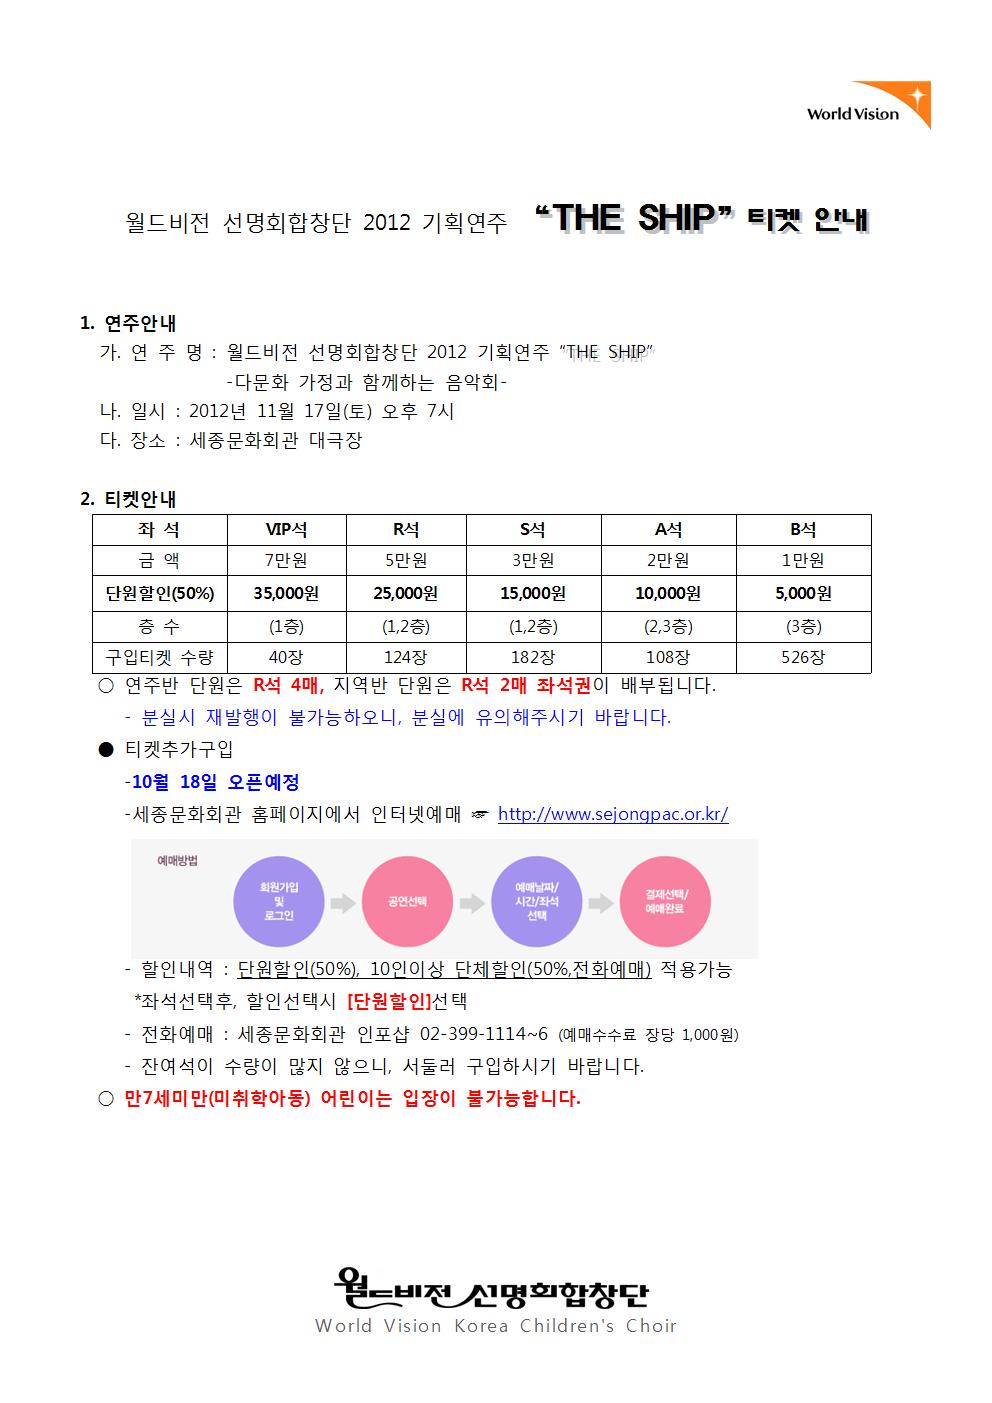 World Vision
월드비전 선명회합창단 2012 기획연주 “THE SHIP” 티켓 안내
1. 연주안내
가. 연 주 명 : 월드비전 선명회합창단 2012 기획연주 “THE SHIP”
-다문화 가정과 함께하는 음악회-
나. 일시 : 2012년 11월 17일(토) 오후 7시
다. 장소 : 세종문화회관 대극장
2. 티켓안내
좌 석 VIP석 R석 S석 A석 B석
금 액 7만원 5만원 3만원 2만원 1만원
단원할인(50%) 35,000원 25,000원 15,000원 10,000원 5,000원
층 수 (1층) (1,2층) (1,2층) (2,3층) (3층)
구입티켓 수량 40장 124장 182장 108장 526장
○ 연주반 단원은 R석 4매, 지역반 단원은 R석 2매 좌석권이 배부됩니다.
- 분실시 재발행이 불가능하오니, 분실에 유의해주시기 바랍니다.
● 티켓추가구입
-10월 18일 오픈예정
-세종문화회관 홈페이지에서 인터넷예매 ☞ http://www.sejongpac.or.kr/
예매방법
회원가입
및
로그인
공연선택
예매날짜/
시간/좌석
선택
결제선택/
예매완료
- 할인내역 : 단원할인(50%), 10인이상 단체할인(50%,전화예매) 적용가능
*좌석선택후, 할인선택시 [단원할인]선택
- 전화예매 : 세종문화회관 인포샵 02-399-1114~6 (예매수수료 장당 1,000원)
- 잔여석이 수량이 많지 않으니, 서둘러 구입하시기 바랍니다.
○ 만7세미만(미취학아동) 어린이는 입장이 불가능합니다.
월드비전 선명회합창단
World Vision Korea Children's Choir